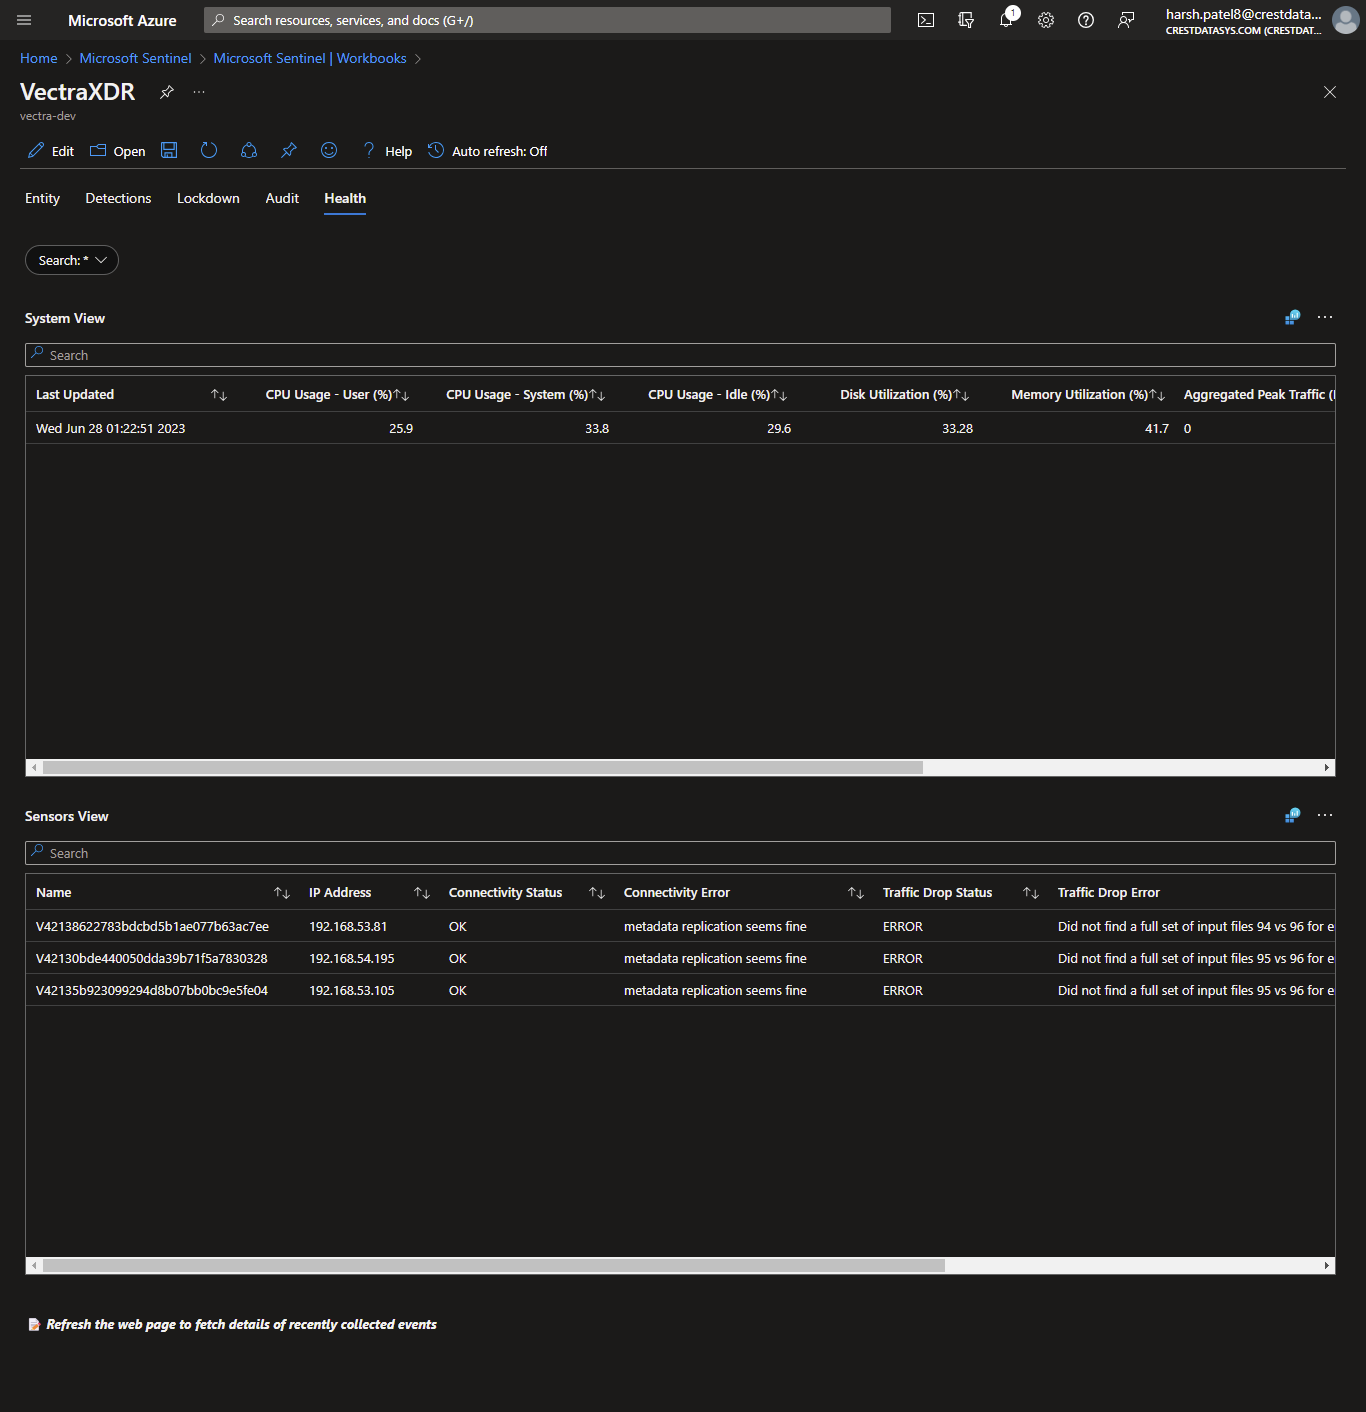 Microsoft Azure
Search resources, services, and docs (G+/)
1
harsh.patel8@crestdata...
CRESTDATASYS.COM (CRESTDAT...
Home > Microsoft Sentinel > Microsoft Sentinel | Workbooks >
VectraXDR
...
vectra-dev
Edit Open ? Help Auto refresh: Off
Entity Detections Lockdown Audit Health
Search: *
System View
...
Search
Last Updated CPU Usage - User (%) CPU Usage - System (%) CPU Usage - Idle (%) Disk Utilization (%) Memory Utilization (%) Aggregated Peak Traffic (
Wed Jun 28 01:22:51 2023 25.9 33.8 29.6 33.28 41.7 0
Sensors View
...
Search
Name IP Address Connectivity Status Connectivity Error Traffic Drop Status Traffic Drop Error
V42138622783bdcbd5b1ae077b63ac7ee 192.168.53.81 OK metadata replication seems fine ERROR Did not find a full set of input files 94 vs 96 for e
V42130bde440050dda39b71f5a7830328 192.168.54.195 OK metadata replication seems fine ERROR Did not find a full set of input files 95 vs 96 for e
V42135b923099294d8b07bb0bc9e5fe04 192.168.53.105 OK metadata replication seems fine ERROR Did not find a full set of input files 95 vs 96 for e
Refresh the web page to fetch details of recently collected events